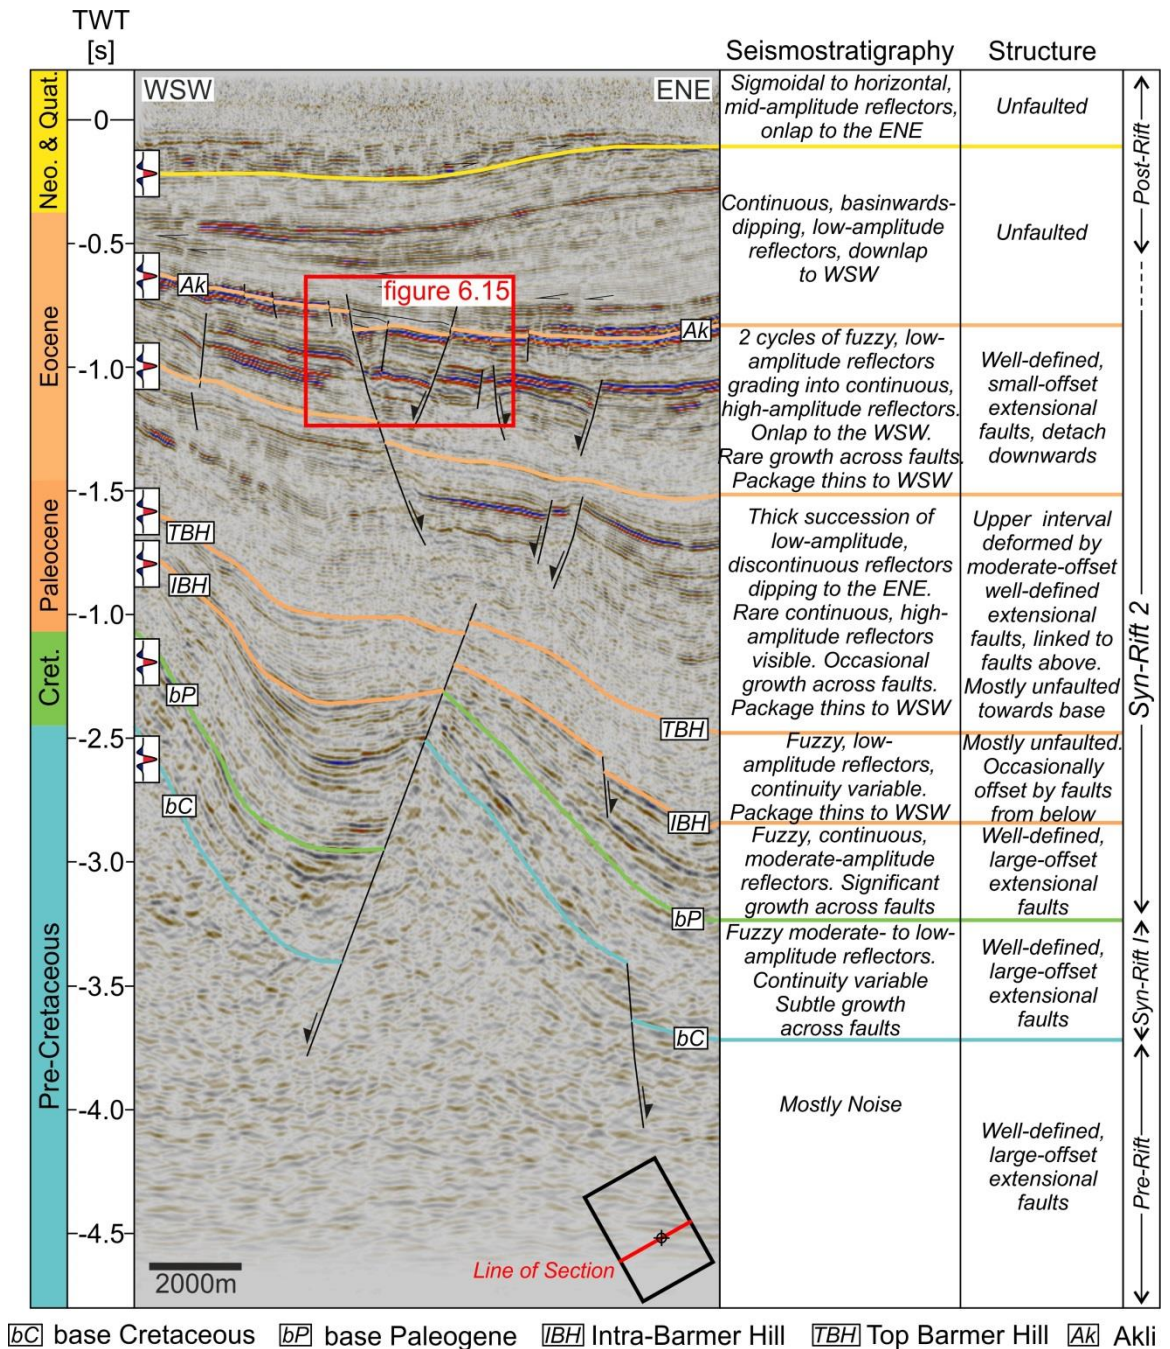 TWT
[s]
Seismostratigraphy
Structure
WSW
ENE
0
-0.5
-1.0
-1.5
-1.0
-2.5
-3.0
-3.5
-4.0
-4.5
Neo. & Quat.
Eocene
Paleocene
Cret.
Pre-Cretaceous
Ak
figure 6.15
Ak
TBH
IBH
bP
bC
TBH
IBH
bP
bC
Line of Section
2000m
Sigmoidal to horizontal,
mid-amplitude reflectors,
onlap to the ENE
Unfaulted
Continuous, basinwards-
dipping, low-amplitude
reflectors, downlap
to WSW
Unfaulted
2 cycles of fuzzy, low-
amplitude reflectors
grading into continuous,
high-amplitude reflectors.
Onlap to the WSW.
Rare growth across faults.
Package thins to WSW
Well-defined,
small-offset
extensional
faults, detach
downwards
Thick succession of
low-amplitude,
discontinuous reflectors
dipping to the ENE.
Rare continuous, high-
amplitude reflectors
visible. Occasional
growth across faults.
Package thins to WSW
Upper interval
deformed by
moderate-offset
well-defined
extensional
faults, linked to
faults above.
Mostly unfaulted
towards base
Fuzzy, low-
amplitude reflectors,
continuity variable.
Package thins to WSW
Mostly unfaulted.
Occasionally
offset by faults
from below
Fuzzy, continuous,
moderate-amplitude
reflectors. Significant
growth across faults
Well-defined,
large-offset
extensional
faults
Fuzzy moderate- to low-
amplitude reflectors.
Continuity variable
Subtle growth
across faults
Well-defined,
large-offset
extensional
faults
Mostly Noise
Well-defined,
large-offset
extensional
faults
Post-Rift
Syn-Rift 2
Syn-Rift I
Pre-Rift
bC base Cretaceous bP base Paleogene IBH Intra-Barmer Hill TBH Top Barmer Hill Ak Akli